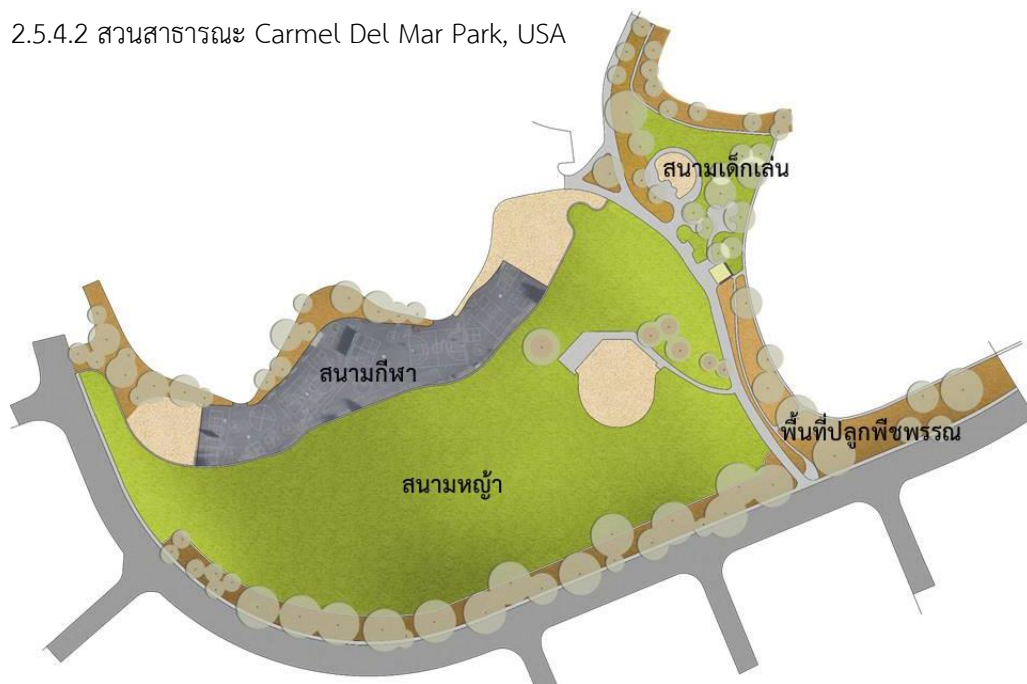 2.5.4.2 สวนสาธารณะ Carmel Del Mar Park, USA
สนามเด็กเล่น
สนามกีฬา
พื้นที่ปลูกพืชพรรณ
สนามหญ้า